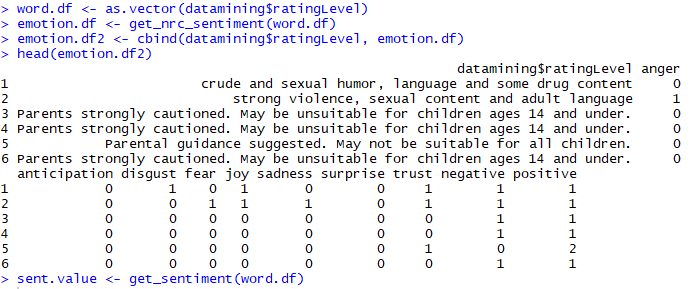 > word.df <- as.vector(datamining$ratingLevel)
> emotion.df <- get_nrc_sentiment(word.df)
> emotion.df2 <- cbind(datamining$ratingLevel, emotion.df)
> head(emotion.df2)
datamining$ratingLevel anger
1 crude and sexual humor, language and some drug content 0
2 strong violence, sexual content and adult language 1
3 Parents strongly cautioned. May be unsuitable for children ages 14 and under. 0
4 Parents strongly cautioned. May be unsuitable for children ages 14 and under. 0
5 Parental guidance suggested. May not be suitable for all children. 0
6 Parents strongly cautioned. May be unsuitable for children ages 14 and under. 0
anticipation disgust fear joy sadness surprise trust negative positive
1 0 1 0 1 0 0 1 1 1
2 0 0 1 1 1 0 1 1 1
3 0 0 0 0 0 0 0 1 1
4 0 0 0 0 0 0 0 1 1
5 0 0 0 0 0 0 1 0 2
6 0 0 0 0 0 0 0 1 1
> sent.value <- get_sentiment(word.df)